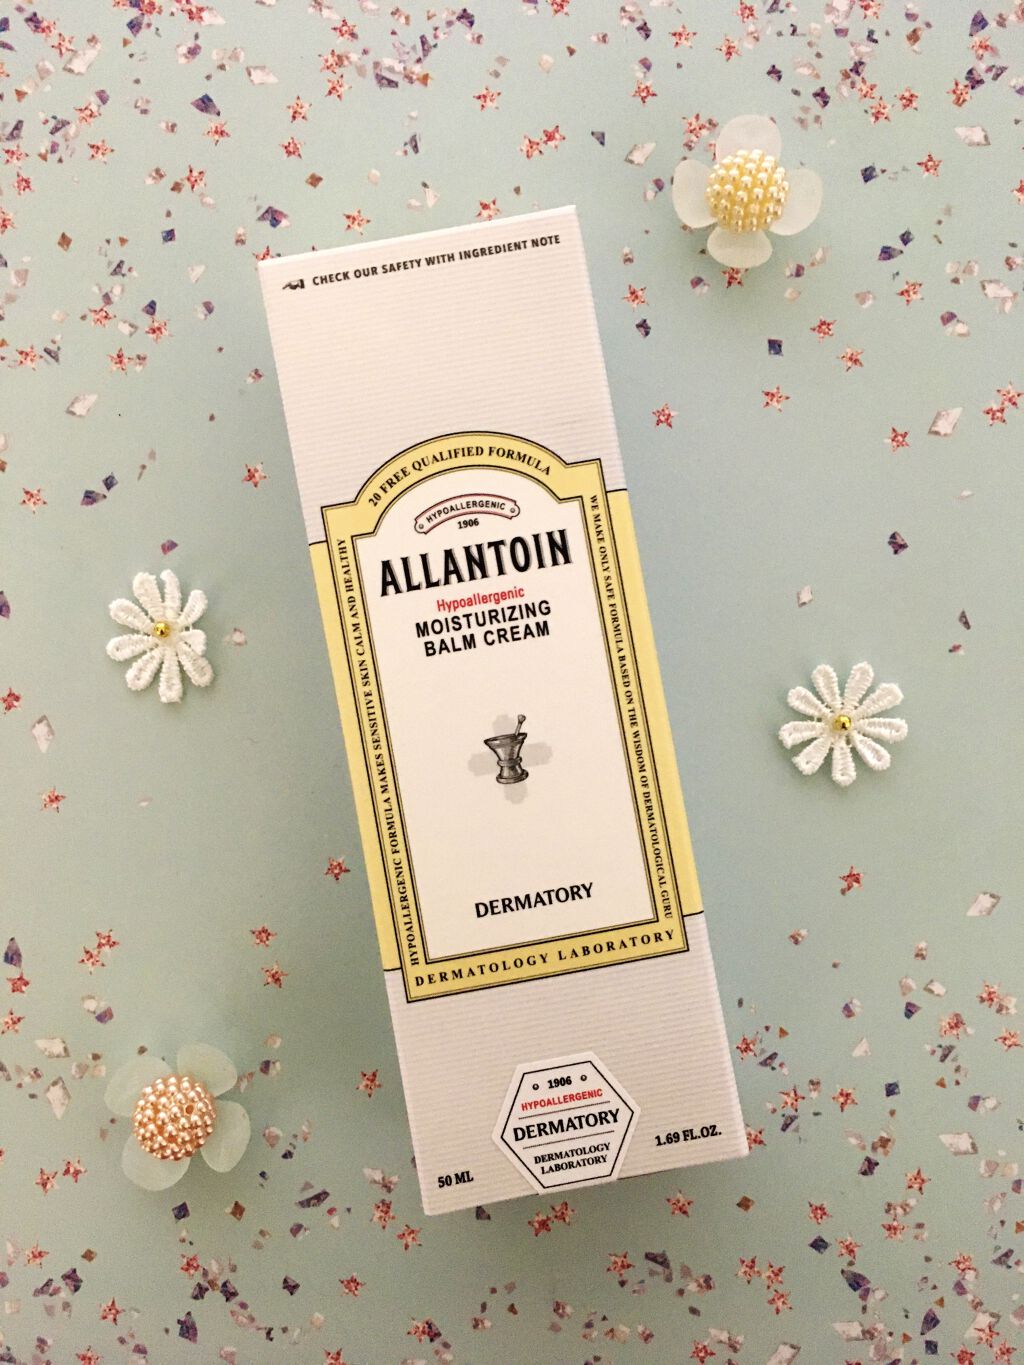 CHECK OUR SAFETY WITH INGREDIENT NOTE
20 FREE QUALIFIED FORMULA
HYPOALLERGENIC
1906
ALLANTOIN
Hypoallergenic
MOISTURIZING
BALM CREAM
HYPOALLERGENIC FORMULA MAKES SENSITIVE SKIN CALM AND HEALTHY
WE MAKE ONLY SAFE FORMULA BASED ON THE WISDOM OF DERMATOLOGICAL GURU
DERMATORY
DERMATOLOGY LABORATORY
1906
HYPOALLERGENIC
DERMATORY
DERMATOLOGY
LABORATORY
50 ML
1.69 FL.OZ.